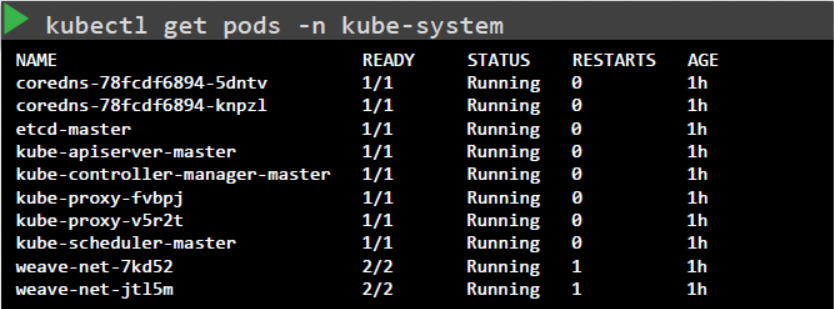 kubectl get pods -n kube-system
NAME READY STATUS RESTARTS AGE
coredns-78fcdf6894-5dntv 1/1 Running 0 1h
coredns-78fcdf6894-knpzl 1/1 Running 0 1h
etcd-master 1/1 Running 0 1h
kube-apiserver-master 1/1 Running 0 1h
kube-controller-manager-master 1/1 Running 0 1h
kube-proxy-fvbpj 1/1 Running 0 1h
kube-proxy-v5r2t 1/1 Running 0 1h
kube-scheduler-master 1/1 Running 0 1h
weave-net-7kd52 2/2 Running 1 1h
weave-net-jtl5m 2/2 Running 1 1h